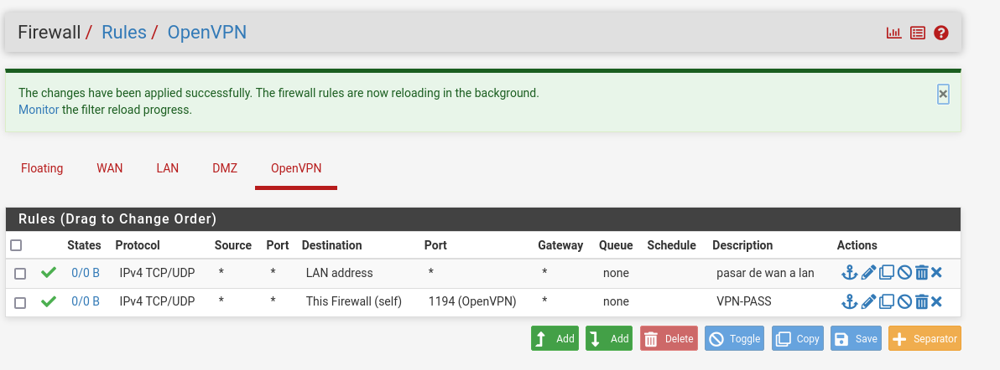 Firewall / Rules / OpenVPN
The changes have been applied successfully. The firewall rules are now reloading in the background.
Monitor the filter reload progress.
Floating WAN LAN DMZ OpenVPN
Rules (Drag to Change Order)
States Protocol Source Port Destination Port Gateway Queue Schedule Description Actions
0/0 B IPv4 TCP/UDP * * LAN address * * none pasar de wan a lan
0/0 B IPv4 TCP/UDP * * This Firewall (self) 1194 (OpenVPN) * none VPN-PASS
Add Add Delete Toggle Copy Save Separator